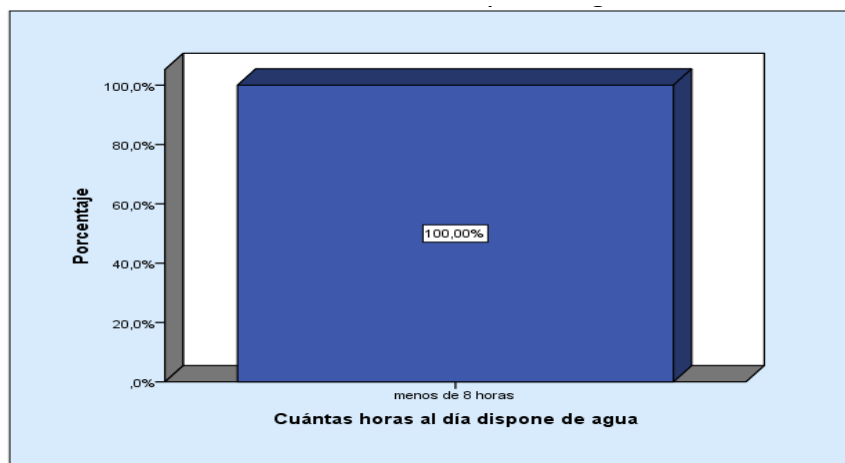 100,0%
80,0%
60,0%
40,0%
20,0%
,0%
Porcentaje
100,00%
menos de 8 horas
Cuántas horas al día dispone de agua